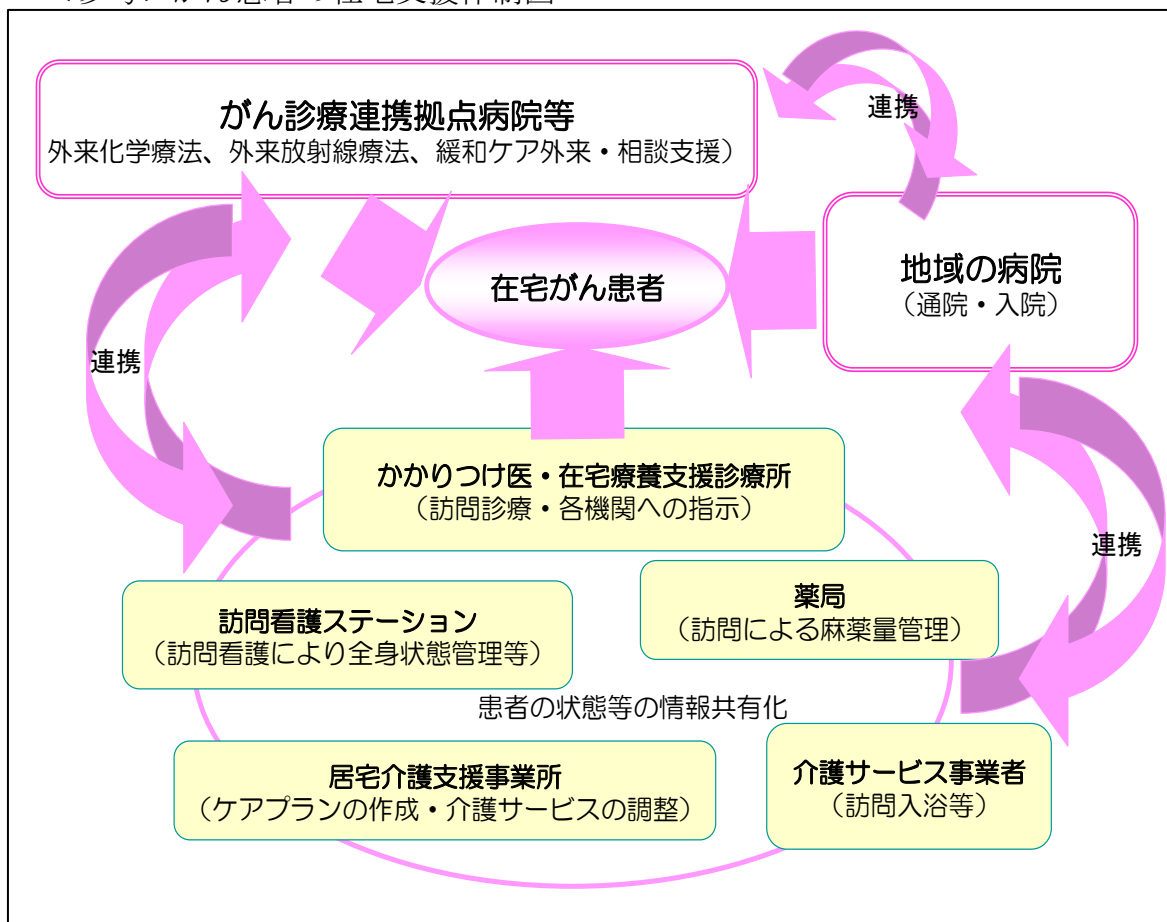 がん診療連携拠点病院等
外来化学療法、外来放射線療法、緩和ケア外来・相談支援）
連携
地域の病院
（通院・入院）
在宅がん患者
連携
かかりつけ医・在宅療養支援診療所
（訪問診療・各機関への指示）
連携
薬局
（訪問による麻薬量管理）
訪問看護ステーション
（訪問看護により全身状態管理等）
患者の状態等の情報共有化
居宅介護支援事業所
（ケアプランの作成・介護サービスの調整）
介護サービス事業者
（訪問入浴等）